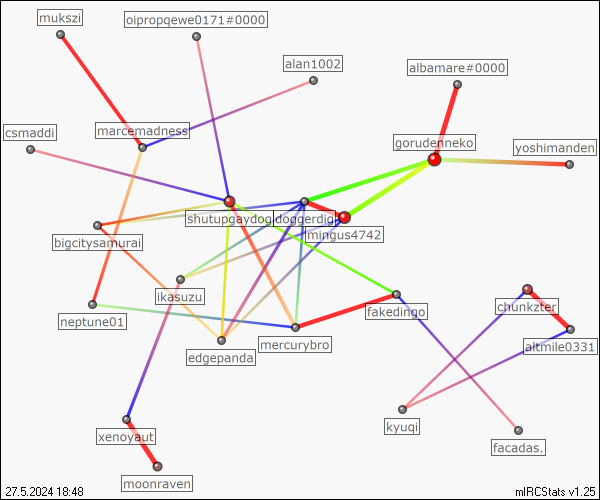 mukszi
oipropqewe0171#0000
alan1002
albamare#0000
csmaddi
marcemadness
gorudenneko
yoshimanden
shutupgaydog
doggerdig
mingus4742
bigcitysamurai
ikasuzu
neptune01
edgepanda
mercurybro
fakedingo
chunkzter
altmile0331
kyuqi
facadas.
xenoyaut
moonraven
27.5.2024 18:48
mIRCStats v1.25